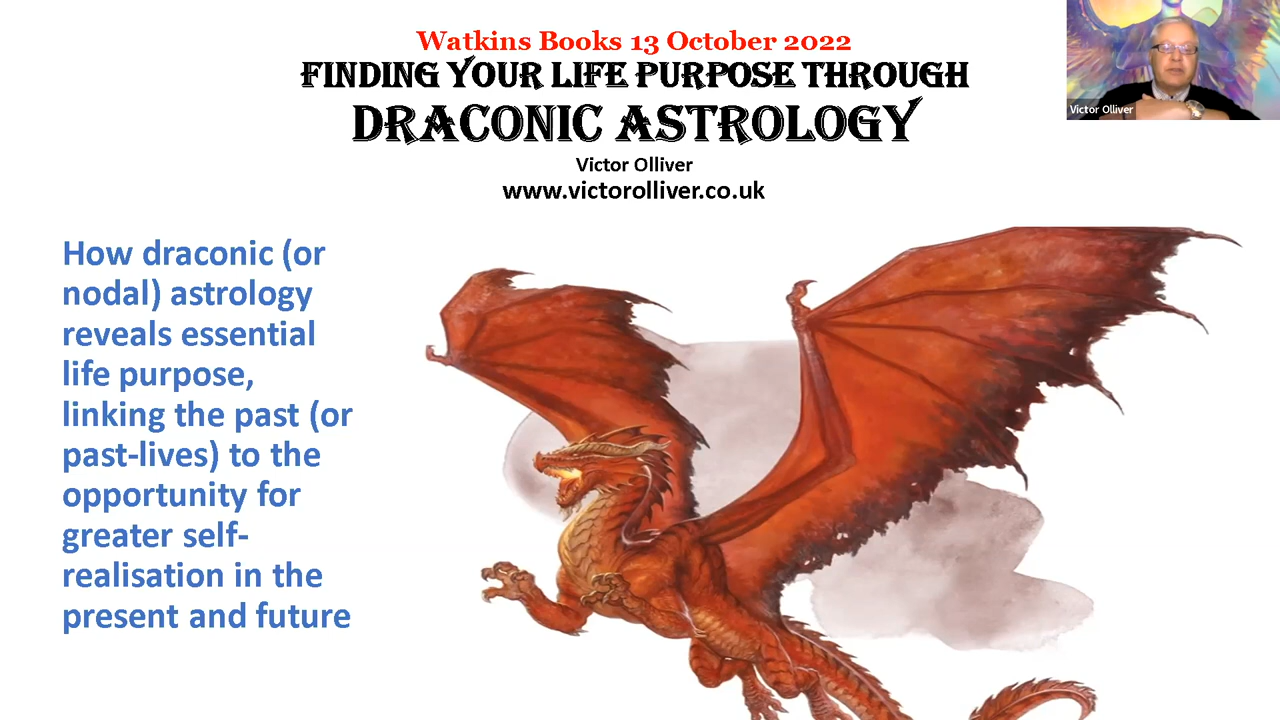 Watkins Books 13 October 2022
FINDING YOUR LIFE PURPOSE THROUGH
DRACONIC ASTROLOGY
Victor Olliver
www.victorolliver.co.uk
Victor Olliver
How draconic (or
nodal) astrology
reveals essential
life purpose,
linking the past (or
past-lives) to the
opportunity for
greater self-
realisation in the
present and future